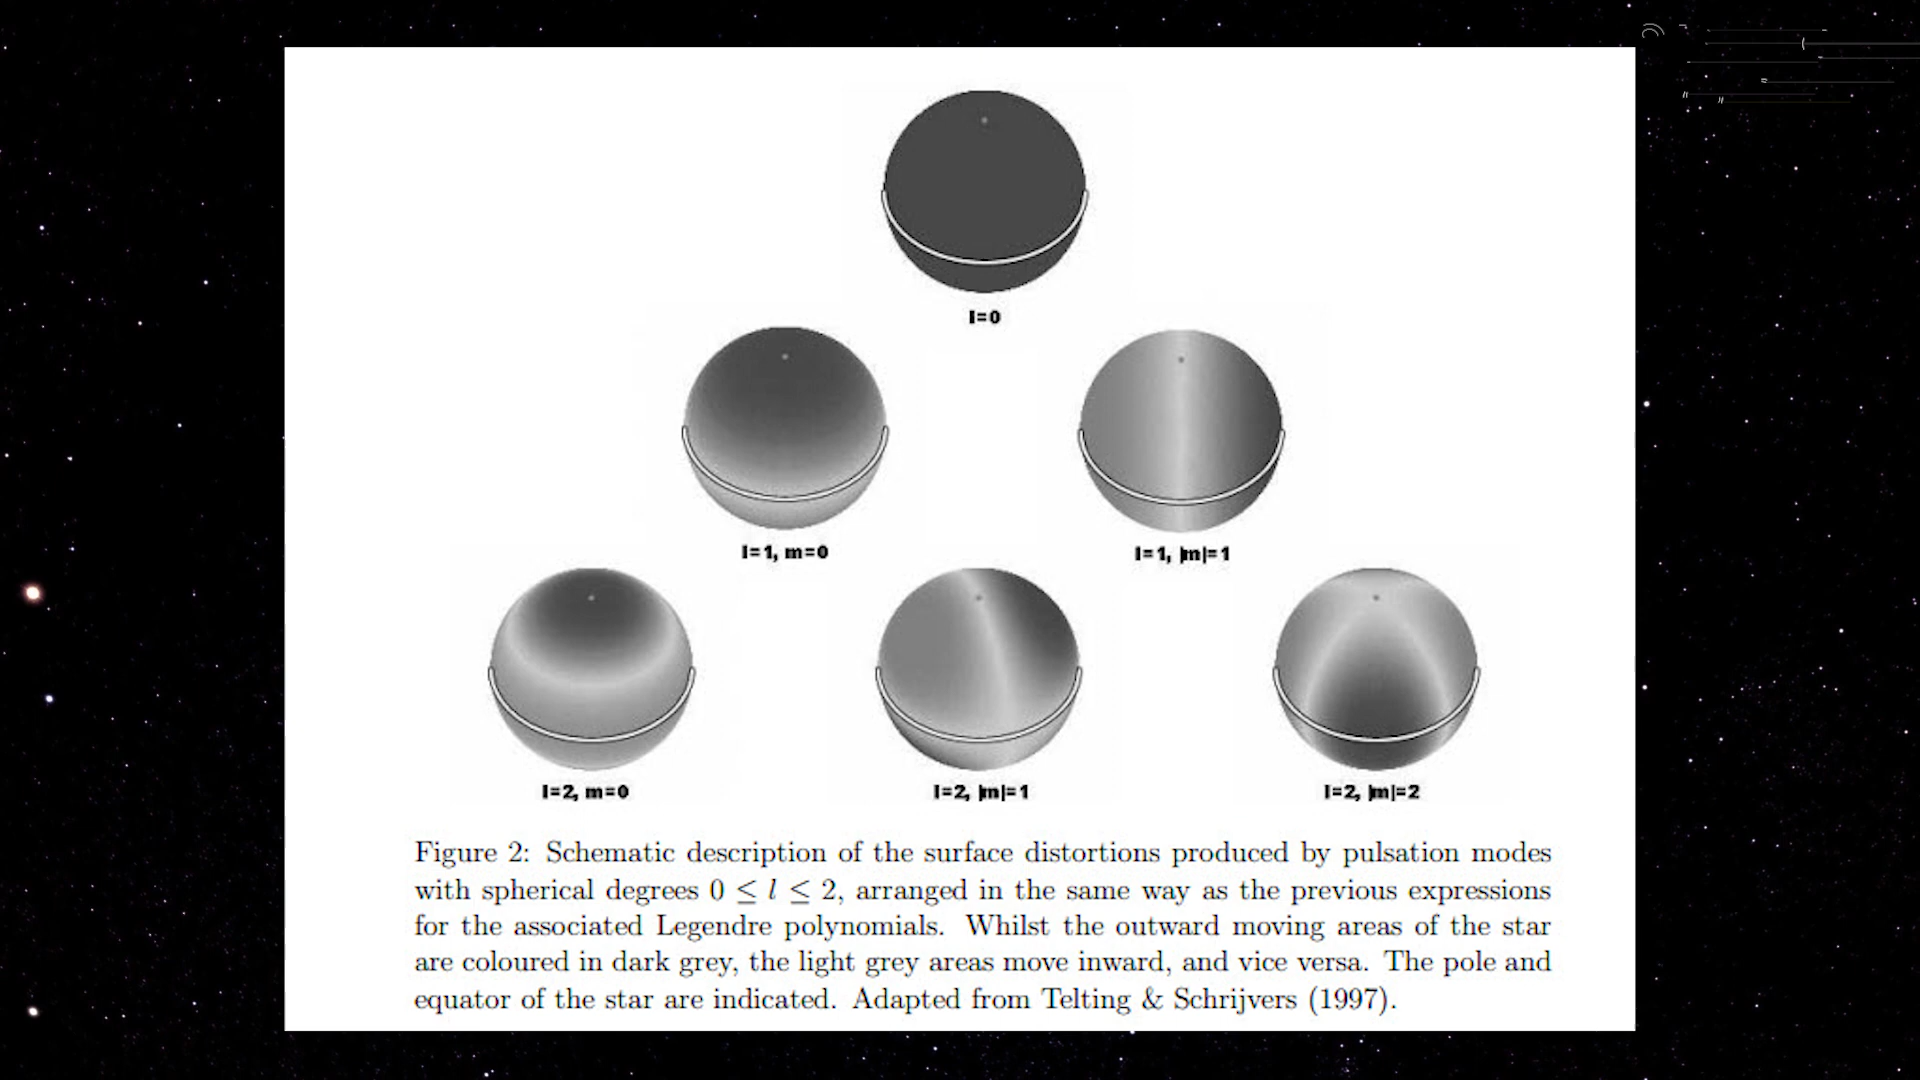 l=0
l=1, m=0
l=1, |m|=1
l=2, m=0
l=2, |m|=1
l=2, |m|=2
Figure 2: Schematic description of the surface distortions produced by pulsation modes
with spherical degrees 0 ≤ l ≤ 2, arranged in the same way as the previous expressions
for the associated Legendre polynomials. Whilst the outward moving areas of the star
are coloured in dark grey, the light grey areas move inward, and vice versa. The pole and
equator of the star are indicated. Adapted from Telting & Schrijvers (1997).